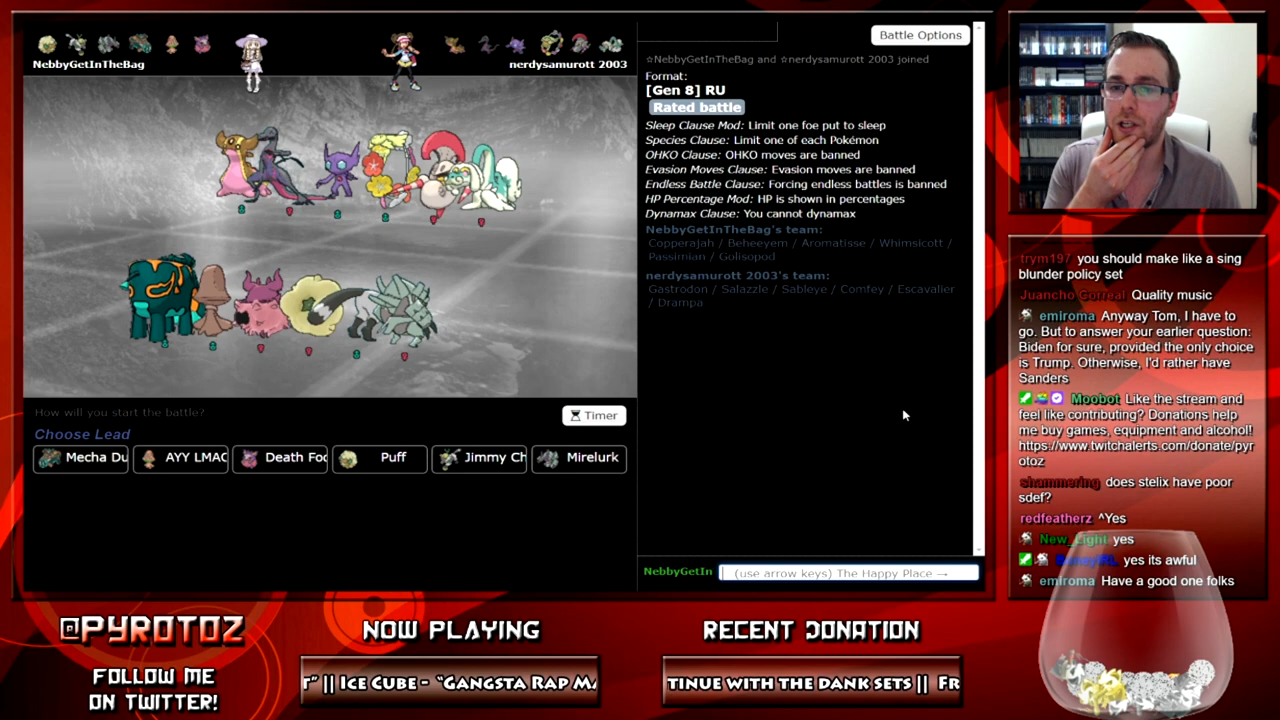 NebbyGetInTheBag
nerdysamurott 2003
Battle Options
☆NebbyGetInTheBag and ☆nerdysamurott 2003 joined
Format:
[Gen 8] RU
Rated battle
Sleep Clause Mod: Limit one foe put to sleep
Species Clause: Limit one of each Pokémon
OHKO Clause: OHKO moves are banned
Evasion Moves Clause: Evasion moves are banned
Endless Battle Clause: Forcing endless battles is banned
HP Percentage Mod: HP is shown in percentages
Dynamax Clause: You cannot dynamax
NebbyGetInTheBag's team:
Copperajah / Beheeyem / Aromatisse / Whimsicott /
Passimian / Golisopod
nerdysamurott 2003's team:
Gastrodon / Salazzle / Sableye / Comfey / Escavalier
/ Drampa
How will you start the battle?
Timer
Choose Lead
Mecha Du
AYY LMAO
Death Foo
Puff
Jimmy Ch
Mirelurk
NebbyGetIn
(use arrow keys) The Happy Place →
trym197 you should make like a sing
blunder policy set
Juancho Correal Quality music
emiroma Anyway Tom, I have to
go. But to answer your earlier question:
Biden for sure, provided the only choice
is Trump. Otherwise, I'd rather have
Sanders
Moobot Like the stream and
feel like contributing? Donations help
me buy games, equipment and alcohol!
https://www.twitchalerts.com/donate/pyr
otoz
shammering does stelix have poor
sdef?
redfeatherz ^Yes
New_Light yes
yes its awful
emiroma Have a good one folks
@PYROTOZ
FOLLOW ME
ON TWITTER!
NOW PLAYING
" || ICE CUBE - "GANGSTA RAP MA
RECENT DONATION
TINUE WITH THE DANK SETS || FR